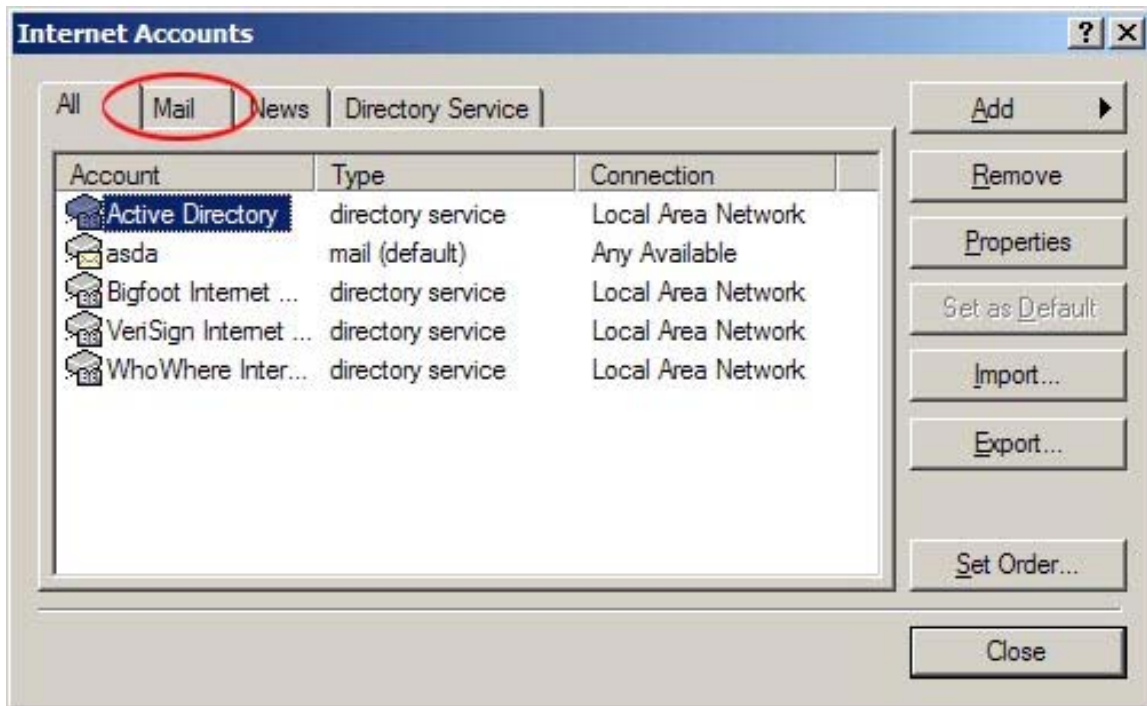 Internet Accounts
All Mail News Directory Service
Add
Account Type Connection
Remove
Active Directory directory service Local Area Network
asda mail (default) Any Available
Properties
Bigfoot Internet ... directory service Local Area Network
Set as Default
VeriSign Internet ... directory service Local Area Network
WhoWhere Inter... directory service Local Area Network
Import...
Export...
Set Order...
Close